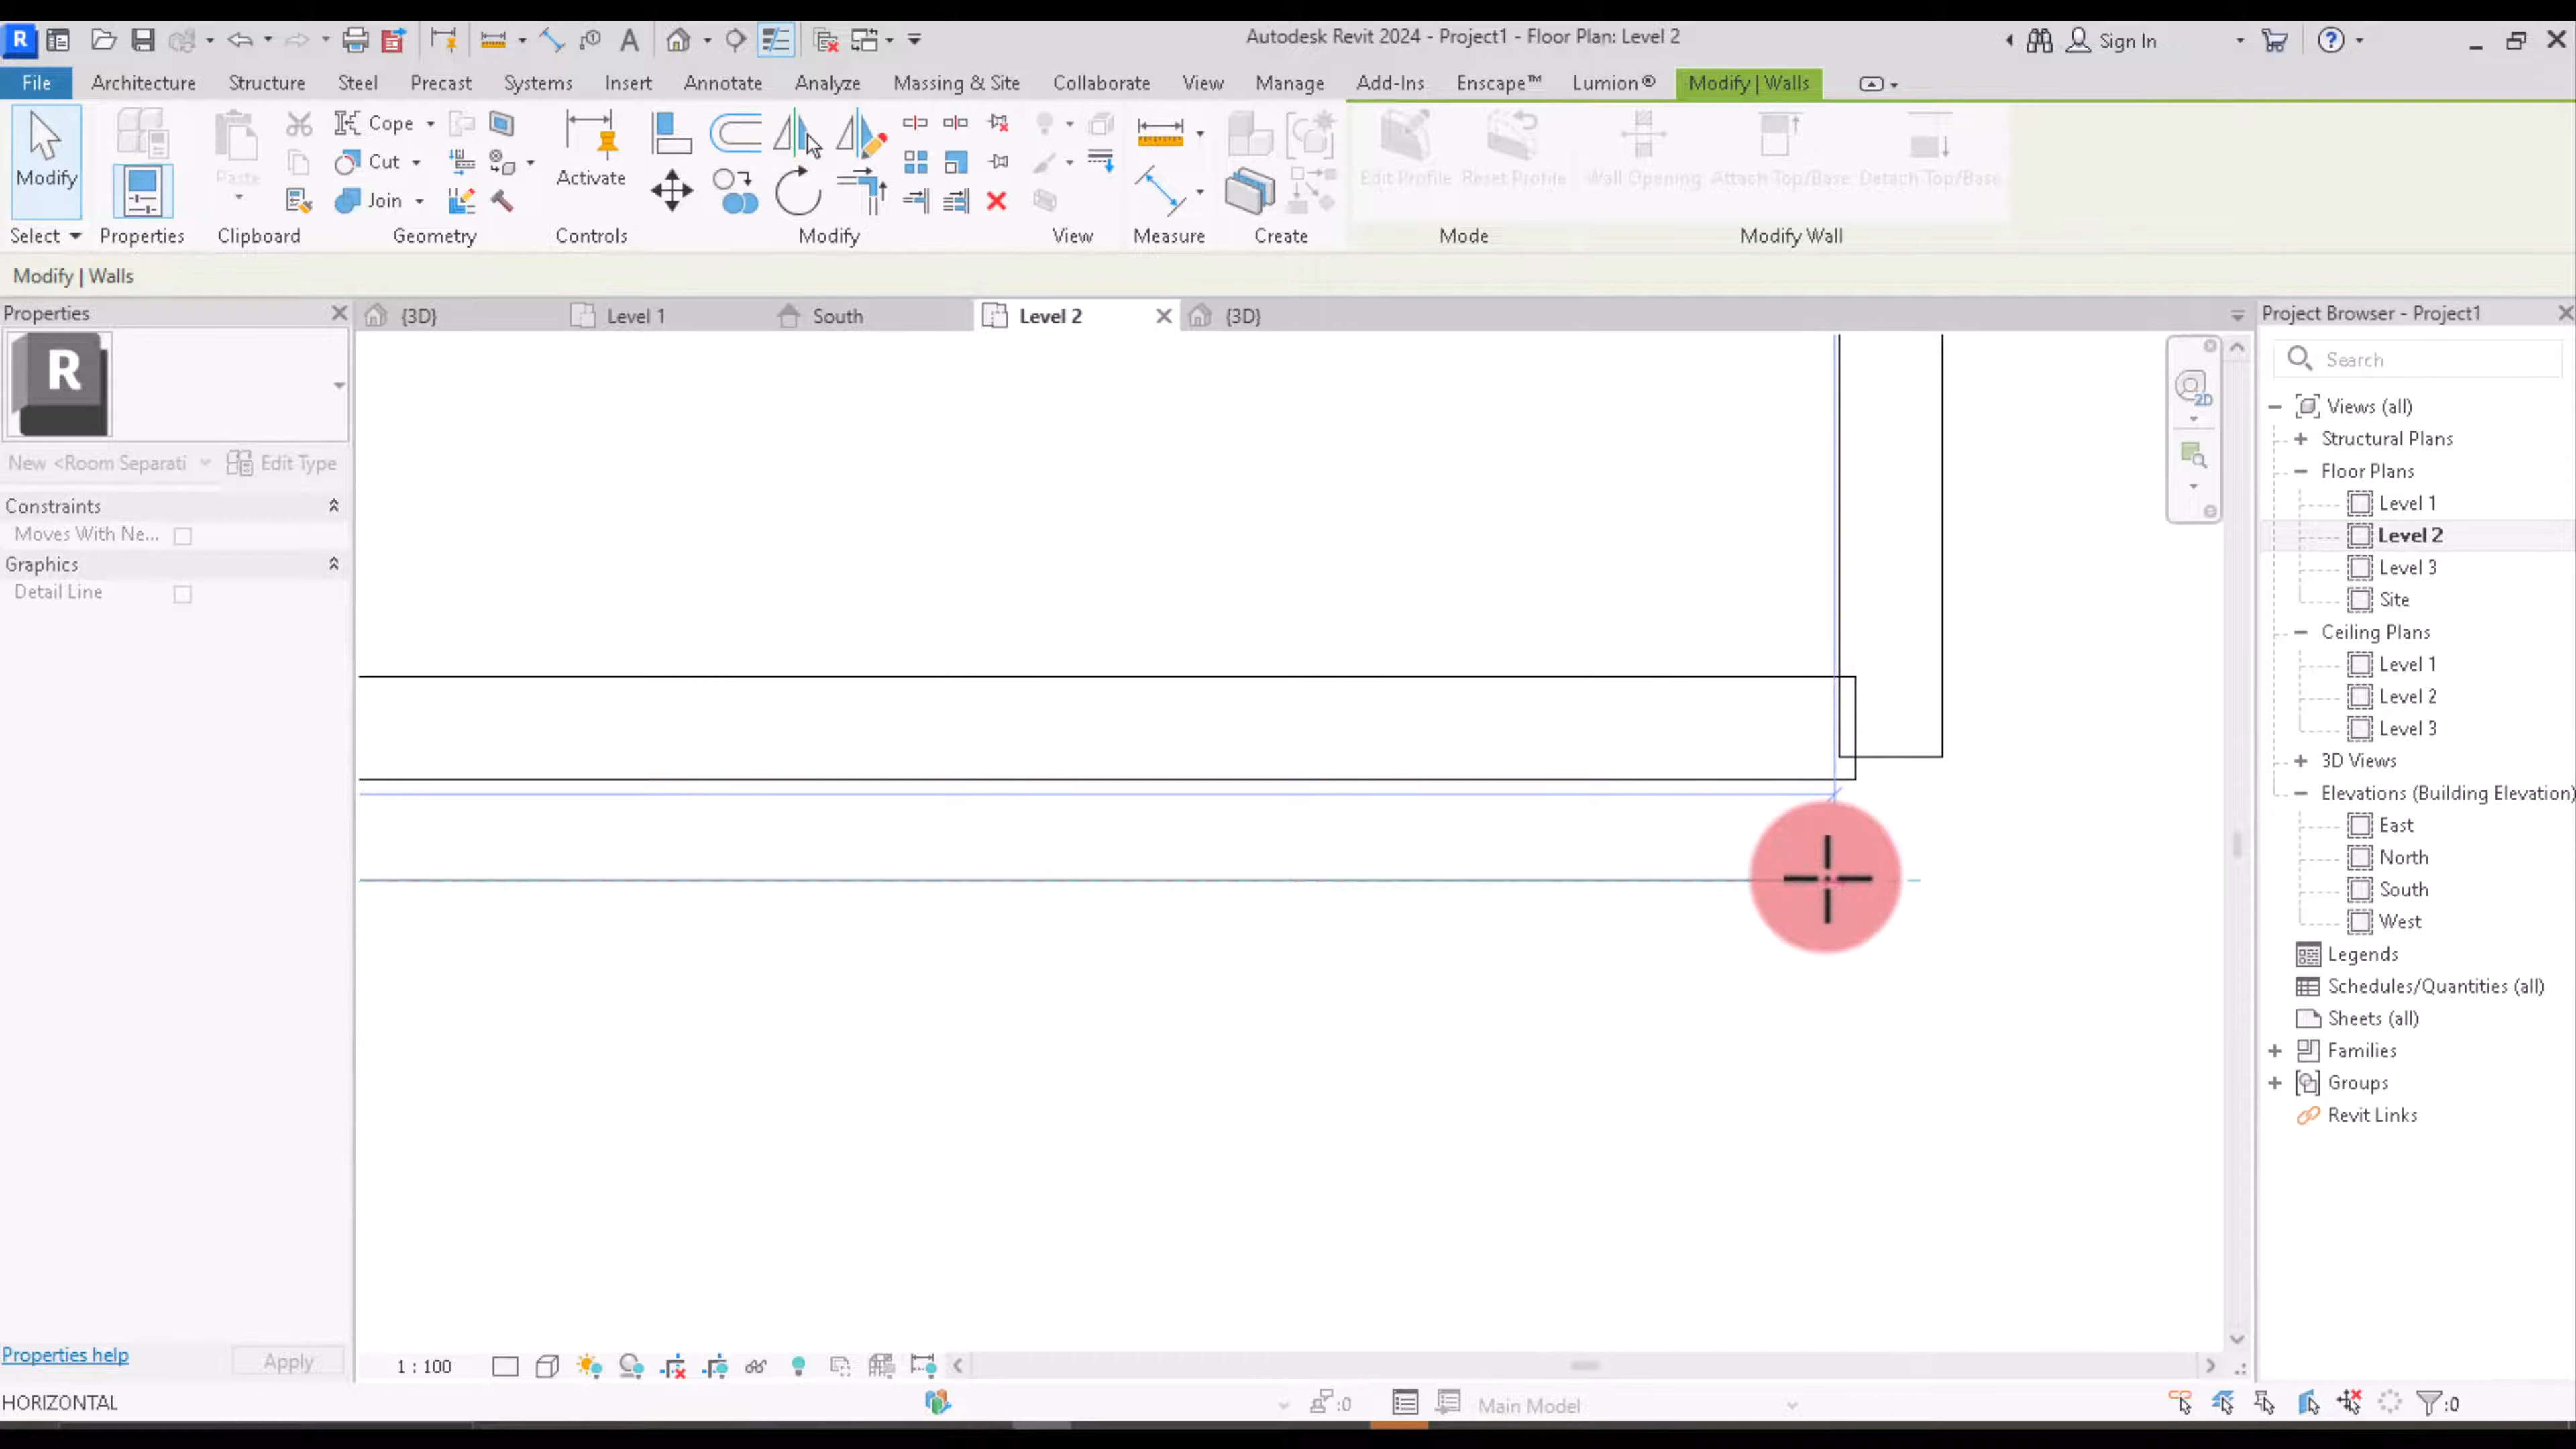 Autodesk Revit 2024 - Project1 - Floor Plan: Level 2
Sign In
File Architecture Structure Steel Precast Systems Insert Annotate Analyze Massing & Site Collaborate View Manage Add-Ins Enscape™ Lumion® Modify | Walls
Modify
Paste
Cope
Cut
Join
Activate
Edit Profile Reset Profile Wall Opening Attach Top/Base Detach Top/Base
Select Properties Clipboard Geometry Controls Modify View Measure Create Mode Modify Wall
Modify | Walls
Properties
{3D} Level 1 South Level 2 {3D}
R
New <Room Separati Edit Type
Constraints
Moves With Ne...
Graphics
Detail Line
Properties help Apply
2D
Project Browser - Project1
Search
Views (all)
Structural Plans
Floor Plans
Level 1
Level 2
Level 3
Site
Ceiling Plans
Level 1
Level 2
Level 3
3D Views
Elevations (Building Elevation)
East
North
South
West
Legends
Schedules/Quantities (all)
Sheets (all)
Families
Groups
Revit Links
1 : 100
HORIZONTAL
:0
Main Model
:0